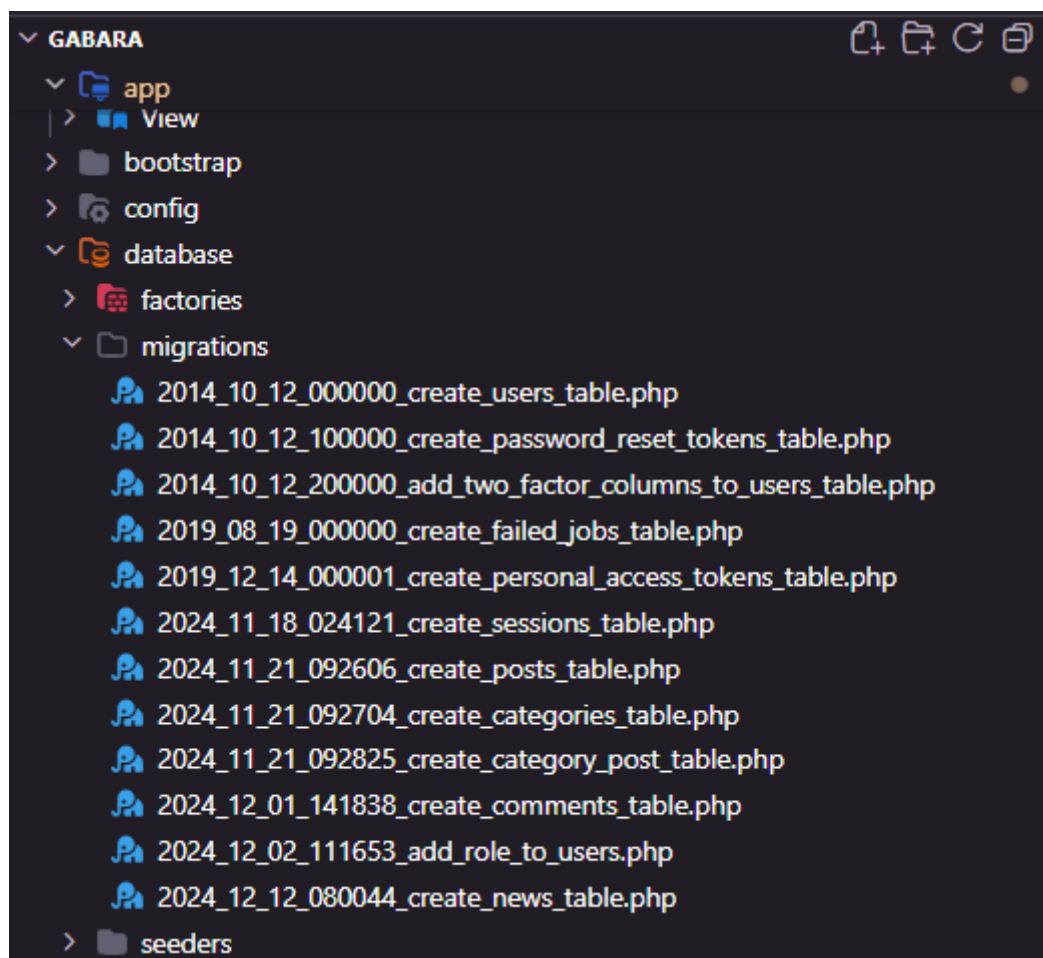 GABARA
app
View
bootstrap
config
database
factories
migrations
2014_10_12_000000_create_users_table.php
2014_10_12_100000_create_password_reset_tokens_table.php
2014_10_12_200000_add_two_factor_columns_to_users_table.php
2019_08_19_000000_create_failed_jobs_table.php
2019_12_14_000001_create_personal_access_tokens_table.php
2024_11_18_024121_create_sessions_table.php
2024_11_21_092606_create_posts_table.php
2024_11_21_092704_create_categories_table.php
2024_11_21_092825_create_category_post_table.php
2024_12_01_141838_create_comments_table.php
2024_12_02_111653_add_role_to_users.php
2024_12_12_080044_create_news_table.php
seeders